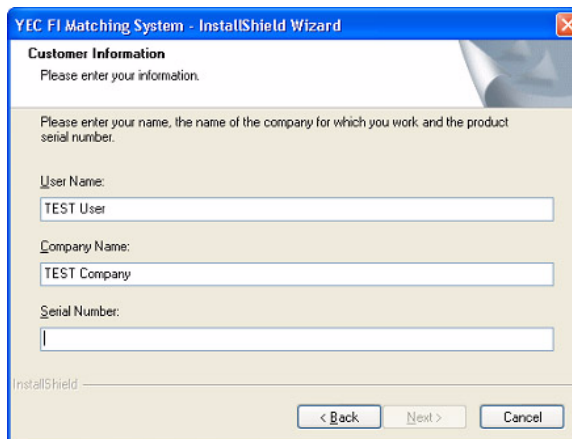 YEC FI Matching System - InstallShield Wizard
Customer Information
Please enter your information.
Please enter your name, the name of the company for which you work and the product
serial number.
User Name:
TEST User
Company Name:
TEST Company
Serial Number:
InstallShield
< Back
Next >
Cancel